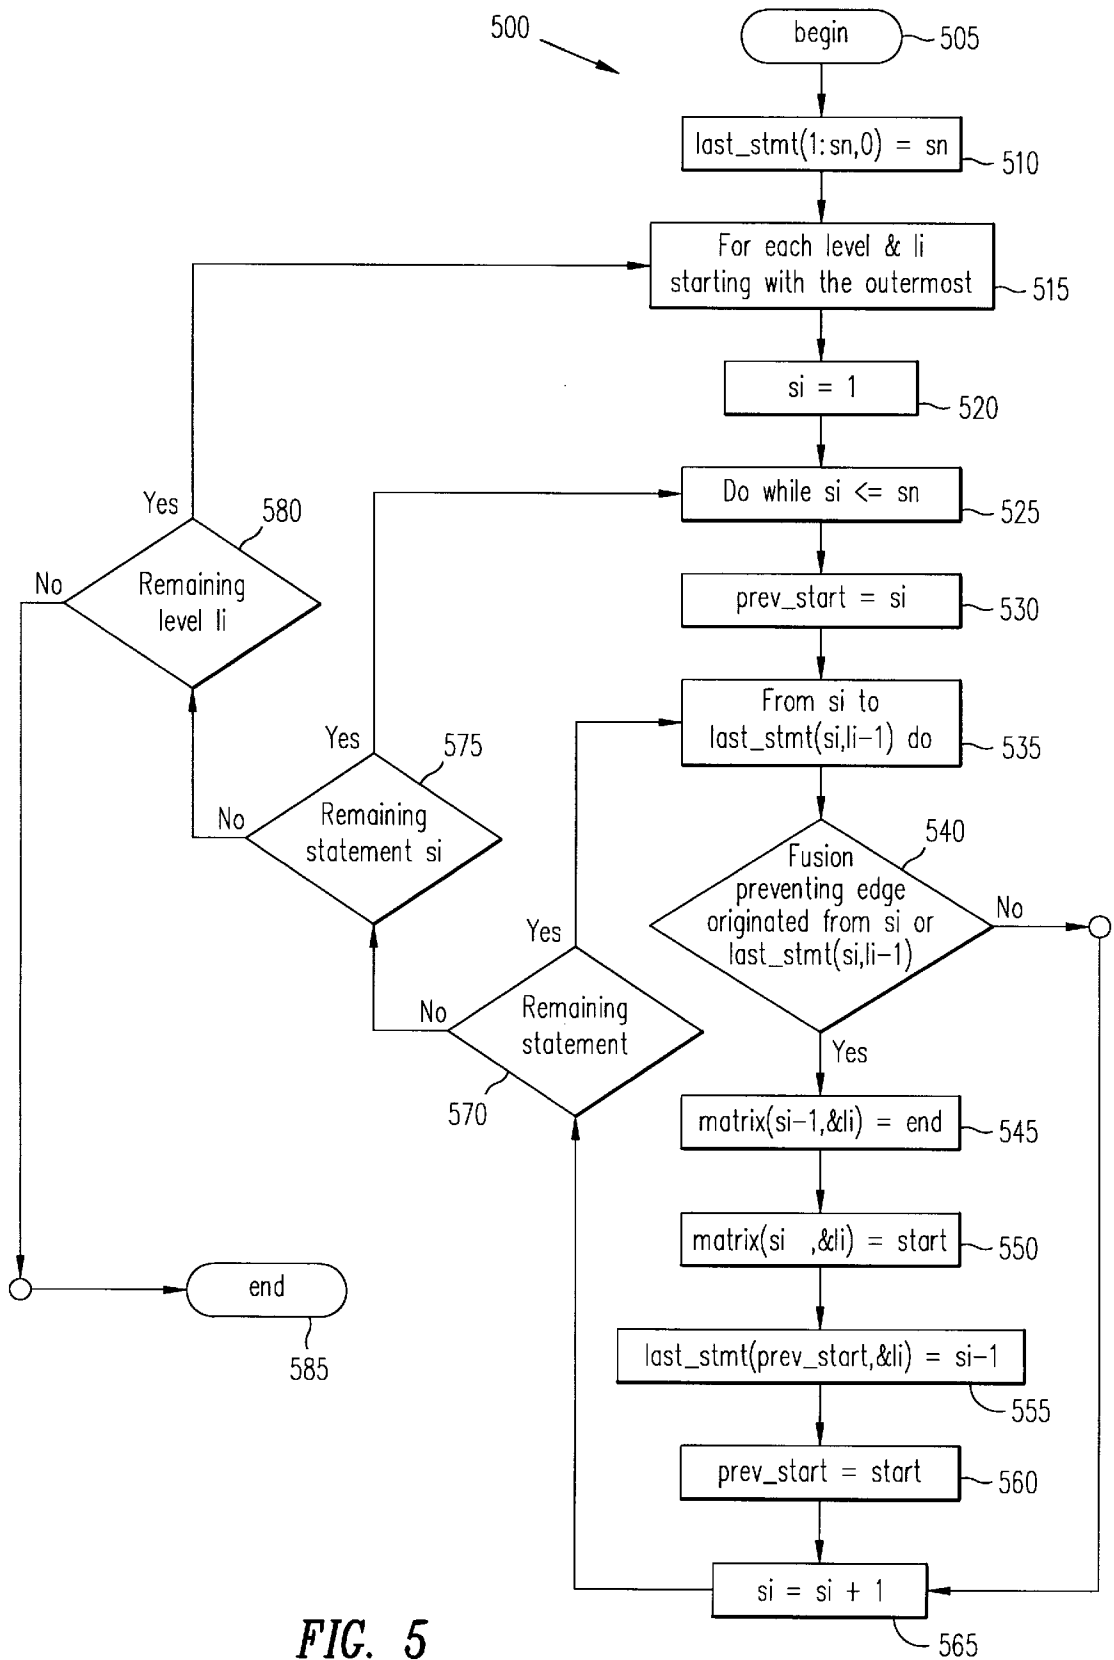 500
begin
505
last_stmt(1:sn,0) = sn
510
For each level & li
starting with the outermost
515
si = 1
520
Do while si <= sn
525
prev_start = si
530
From si to
last_stmt(si,li-1) do
535
Fusion
preventing edge
originated from si or
last_stmt(si,li-1)
540
No
Yes
matrix(si-1,&li) = end
545
matrix(si ,&li) = start
550
last_stmt(prev_start,&li) = si-1
555
prev_start = start
560
si = si + 1
565
Remaining
statement
570
Yes
No
Remaining
statement si
575
Yes
No
Remaining
level li
580
Yes
No
end
585
FIG. 5